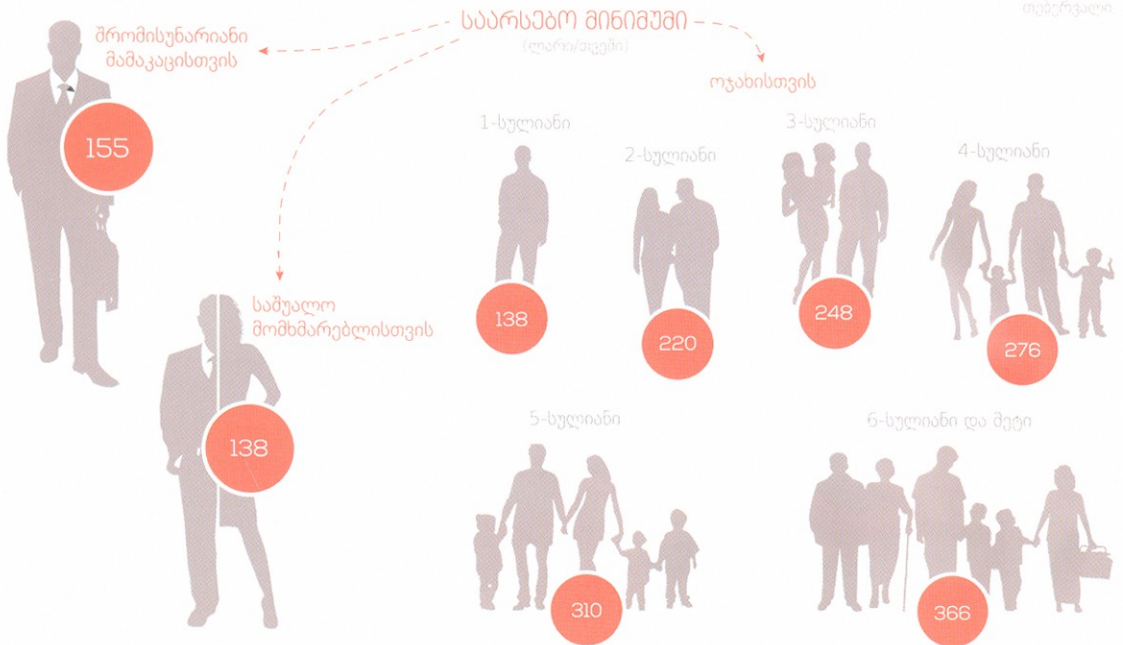 თებერვალი
საარსებო მინიმუმი
(ლარი/თვეში)
შრომისუნარიანი
მამაკაცისთვის
155
საშუალო
მომხმარებლისთვის
138
ოჯახისთვის
1-სულიანი
138
2-სულიანი
220
3-სულიანი
248
4-სულიანი
276
5-სულიანი
310
6-სულიანი და მეტი
366